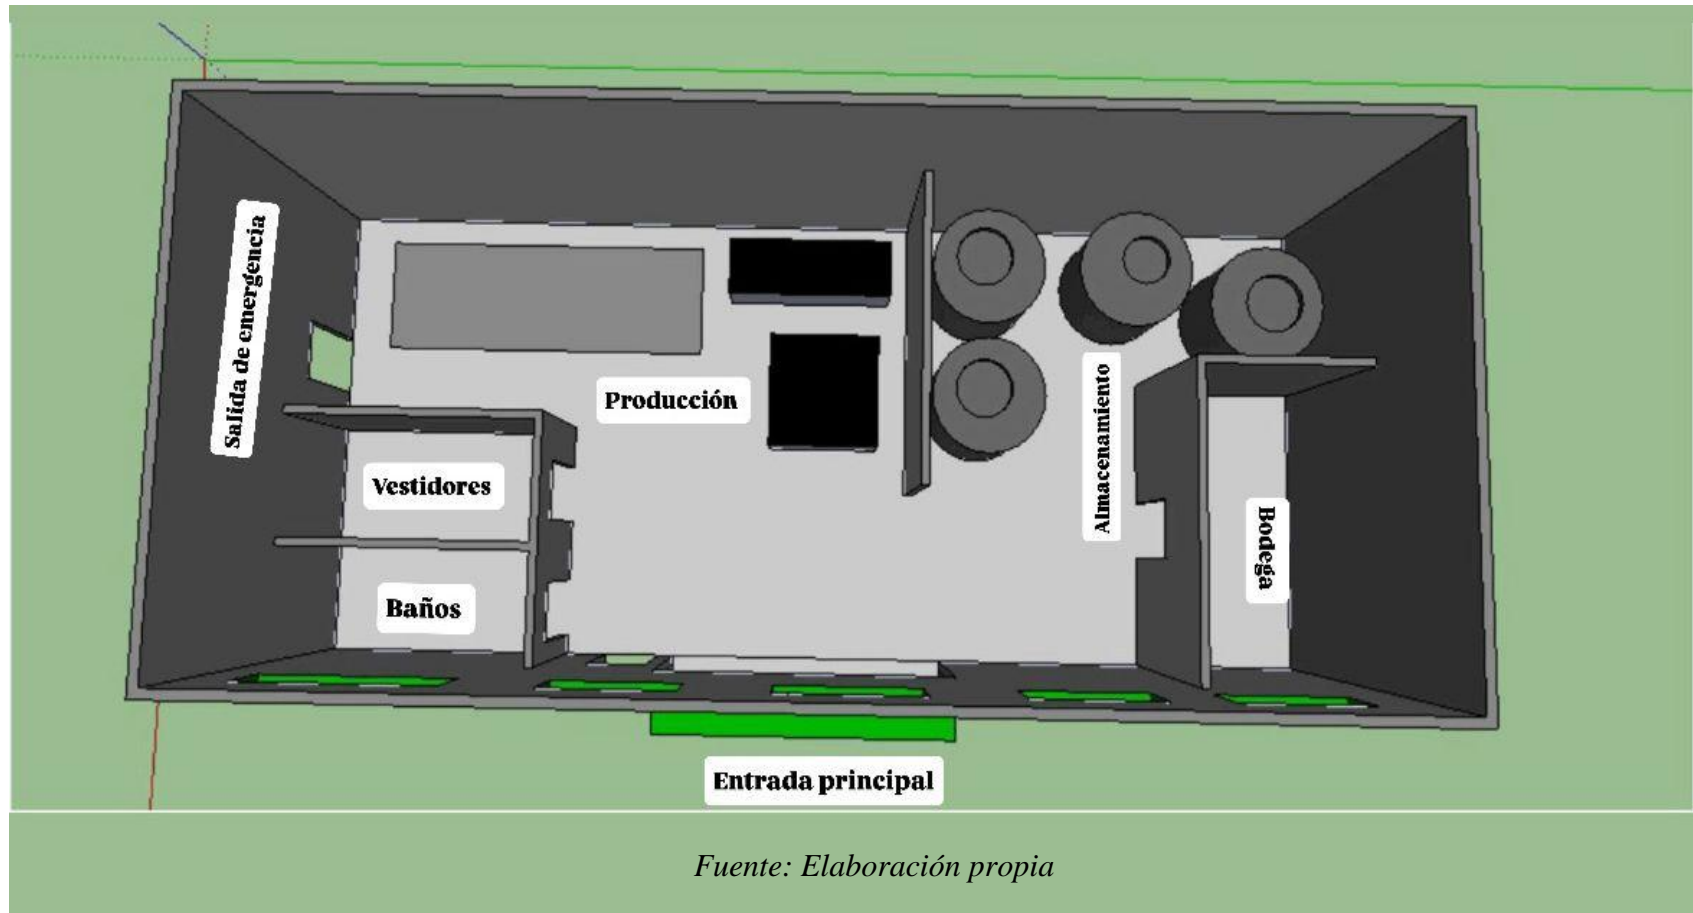 Salida de emergencia
Producción
Almacenamiento
Vestidores
Bodega
Baños
Entrada principal
Fuente: Elaboración propia